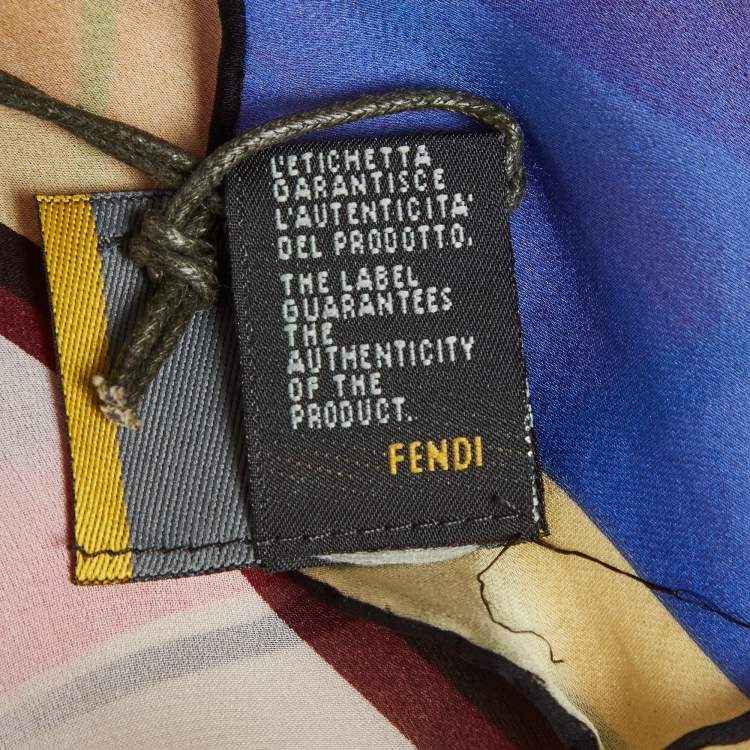 L'ETICHETTA
GARANTISCE
L'AUTENTICITA'
DEL PRODOTTO.
THE LABEL
GUARANTEES
THE
AUTHENTICITY
OF THE
PRODUCT.
FENDI